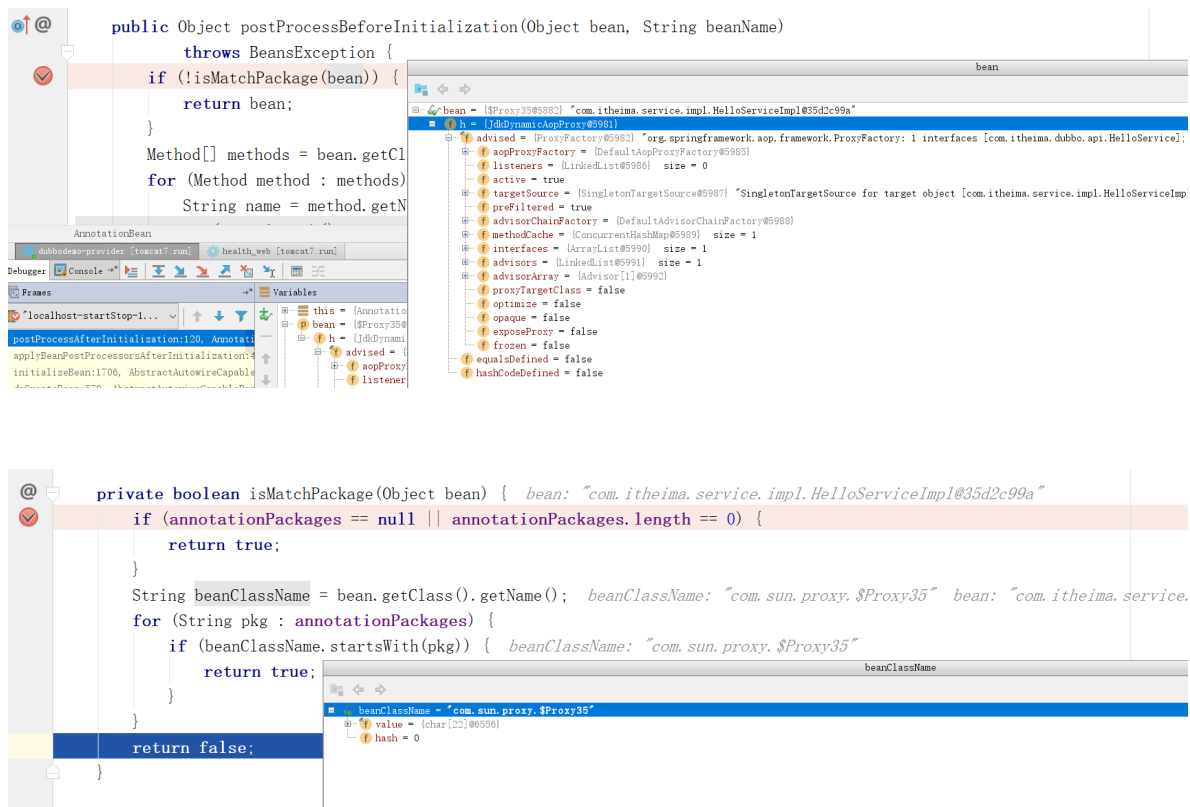 public Object postProcessBeforeInitialization(Object bean, String beanName)
throws BeansException {
if (!isMatchPackage(bean)) {
return bean;
}
Method[] methods = bean.getCl
for (Method method : methods)
String name = method.getN
AnnotationBean
dubbodemo-provider [tomcat7:run]
health_web [tomcat7:run]
Debugger
Console
Frames
Variables
"localhost-startStop-1...
postProcessAfterInitialization:120, Annotati
applyBeanPostProcessorsAfterInitialization:4
initializeBean:1706, AbstractAutowireCapable
this = {Annotatio
bean = {$Proxy35@
h = {JdkDynami
advised = {
aopProxy
listener
bean
bean = {$Proxy35@5882} "com.itheima.service.impl.HelloServiceImpl@35d2c99a"
h = {JdkDynamicAopProxy@5981}
advised = {ProxyFactory@5982} "org.springframework.aop.framework.ProxyFactory: 1 interfaces [com.itheima.dubbo.api.HelloService];
aopProxyFactory = {DefaultAopProxyFactory@5985}
listeners = {LinkedList@5986} size = 0
active = true
targetSource = {SingletonTargetSource@5987} "SingletonTargetSource for target object [com.itheima.service.impl.HelloServiceImpl
preFiltered = true
advisorChainFactory = {DefaultAdvisorChainFactory@5988}
methodCache = {ConcurrentHashMap@5989} size = 1
interfaces = {ArrayList@5990} size = 1
advisors = {LinkedList@5991} size = 1
advisorArray = {Advisor[1]@5992}
proxyTargetClass = false
optimize = false
opaque = false
exposeProxy = false
frozen = false
equalsDefined = false
hashCodeDefined = false
private boolean isMatchPackage(Object bean) { bean: "com.itheima.service.impl.HelloServiceImpl@35d2c99a"
if (annotationPackages == null || annotationPackages.length == 0) {
return true;
}
String beanClassName = bean.getClass().getName(); beanClassName: "com.sun.proxy.$Proxy35" bean: "com.itheima.service.
for (String pkg : annotationPackages) {
if (beanClassName.startsWith(pkg)) { beanClassName: "com.sun.proxy.$Proxy35"
return true;
}
}
return false;
}
beanClassName
beanClassName = "com.sun.proxy.$Proxy35"
value = {char[22]@6556}
hash = 0